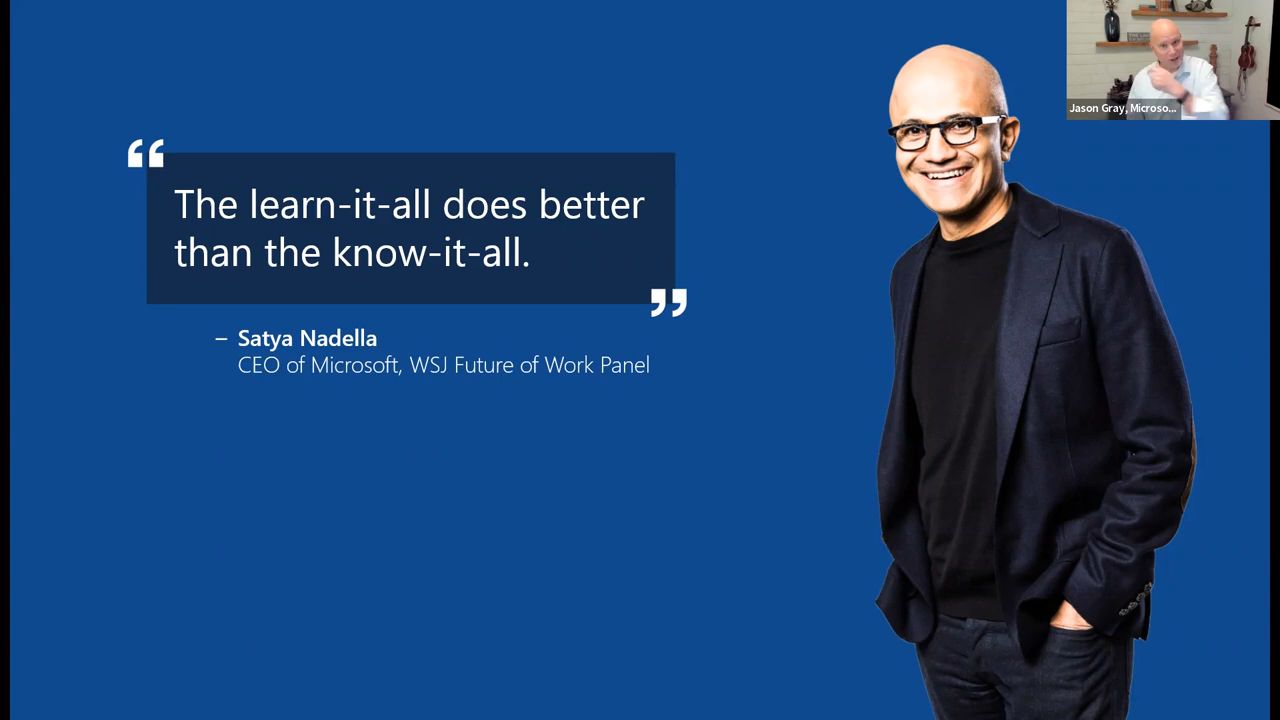 “
The learn-it-all does better
than the know-it-all.
”
– Satya Nadella
CEO of Microsoft, WSJ Future of Work Panel
Jason Gray, Microso...